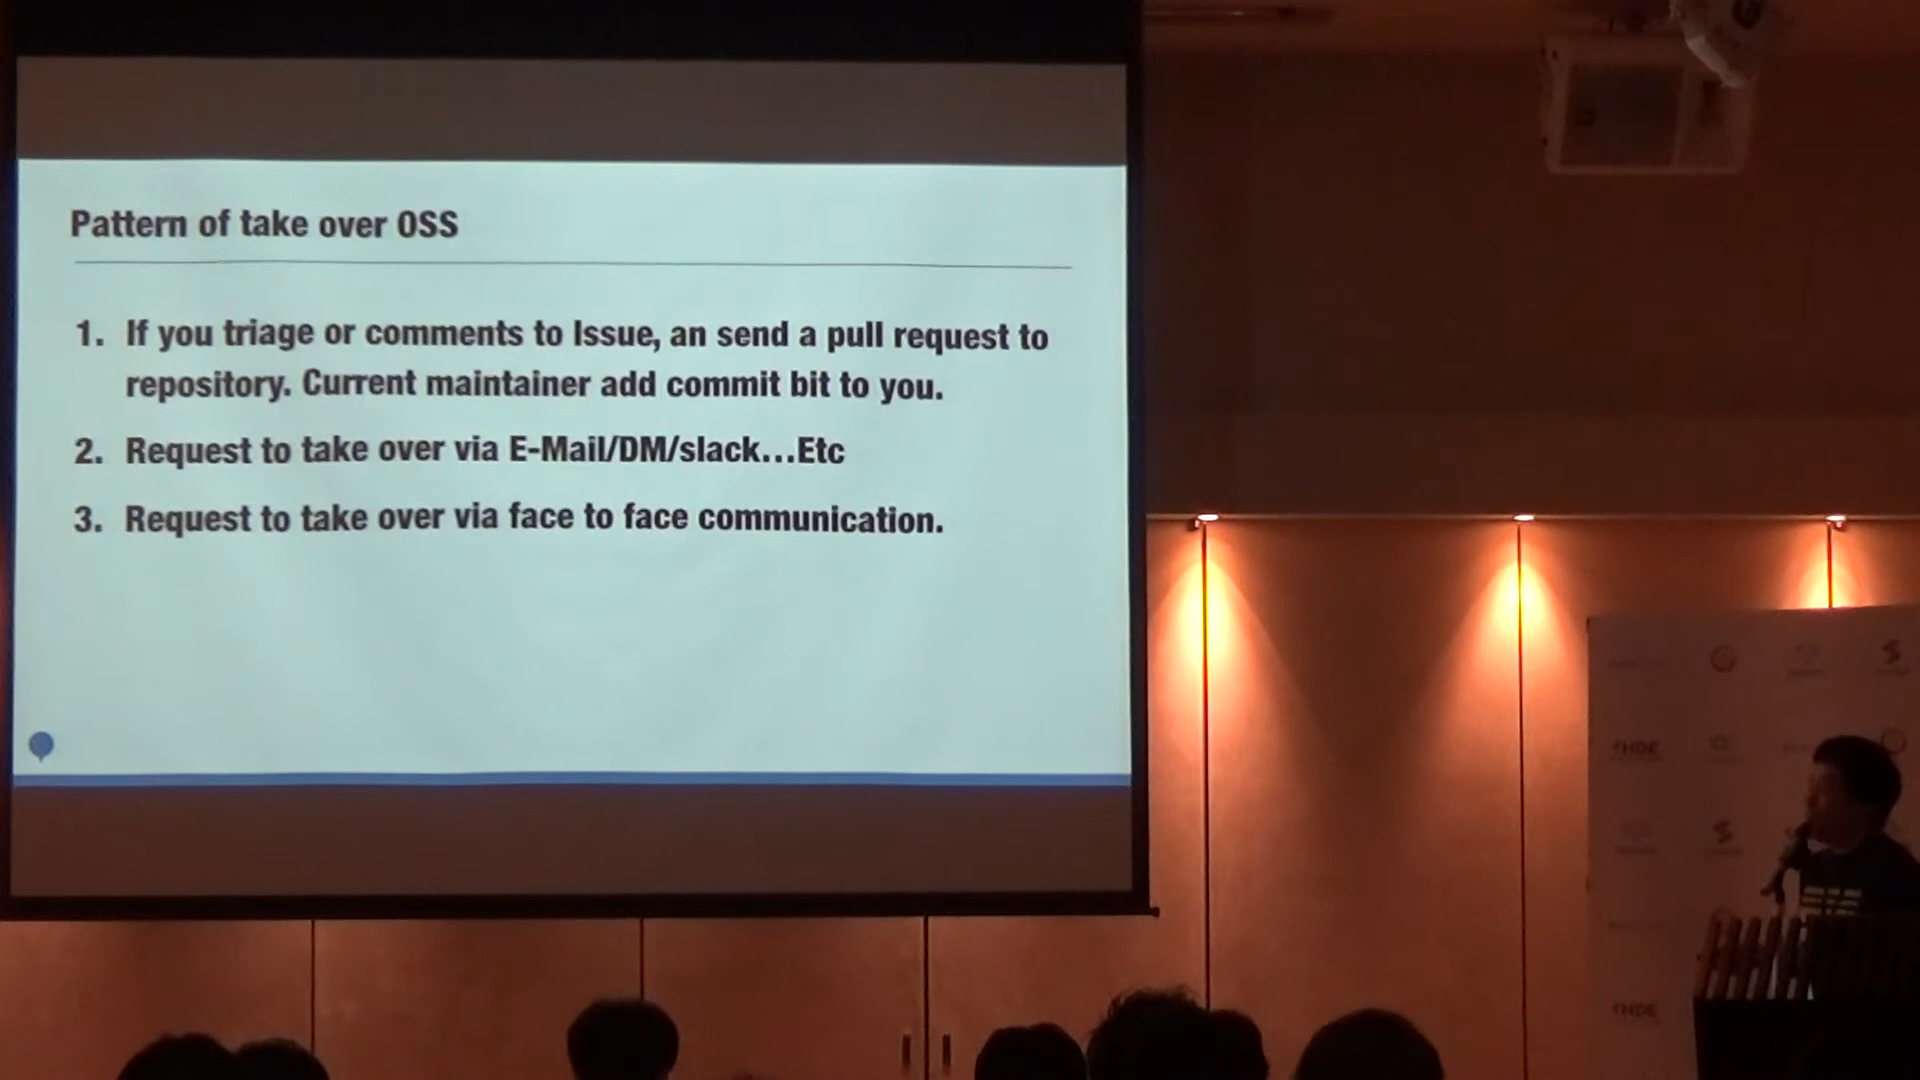 Pattern of take over OSS
1. If you triage or comments to Issue, an send a pull request to
repository. Current maintainer add commit bit to you.
2. Request to take over via E-Mail/DM/slack...Etc
3. Request to take over via face to face communication.
HDE
HDE